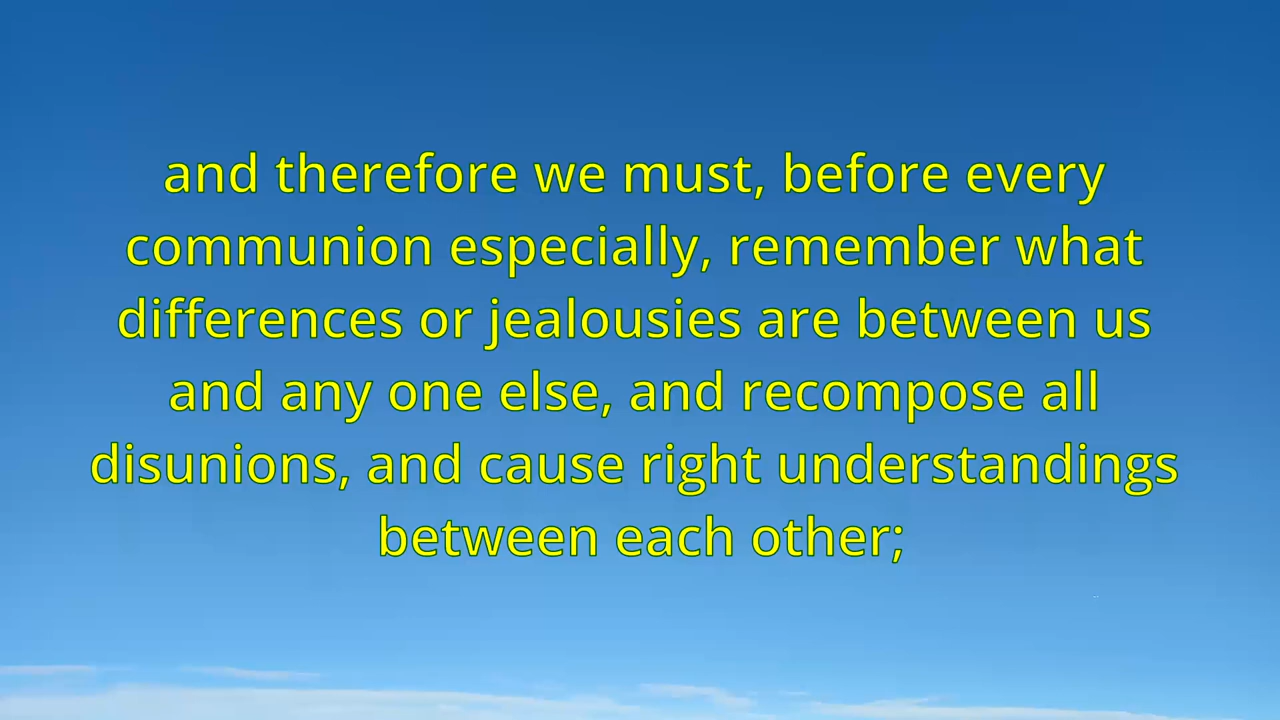 and therefore we must, before every
communion especially, remember what
differences or jealousies are between us
and any one else, and recompose all
disunions, and cause right understandings
between each other;